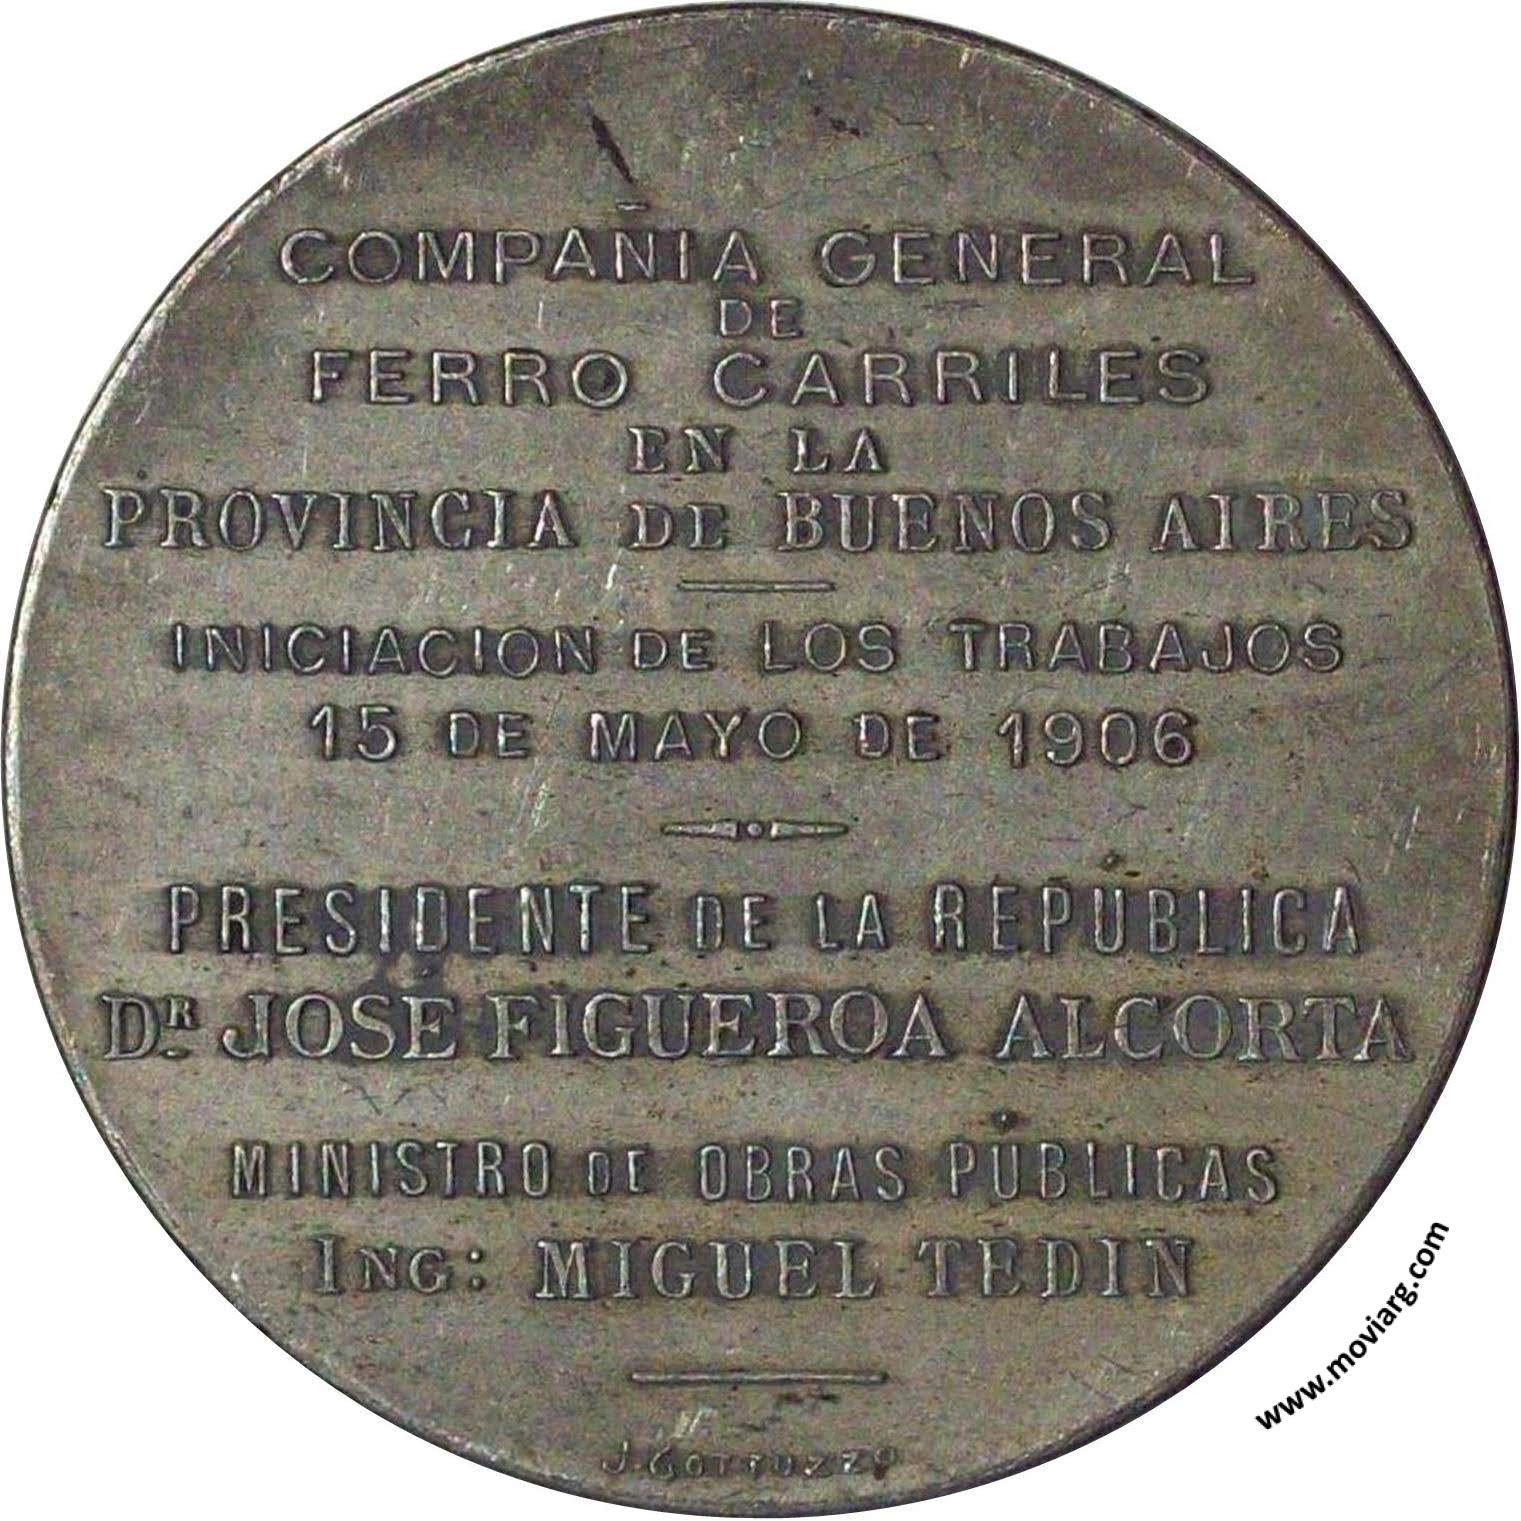 COMPAÑIA GENERAL
DE
FERRO CARRILES
EN LA
PROVINCIA DE BUENOS AIRES
INICIACION DE LOS TRABAJOS
15 DE MAYO DE 1906
PRESIDENTE DE LA REPUBLICA
DR JOSE FIGUEROA ALCORTA
MINISTRO DE OBRAS PUBLICAS
ING: MIGUEL TEDIN
J. GOTTUZZO
www.moviarg.com